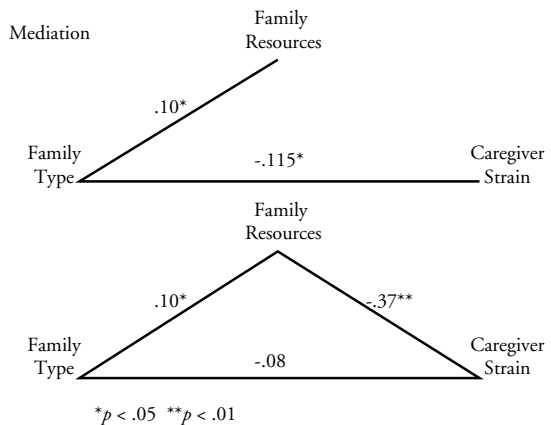 Mediation
Family
Resources
.10*
Family
Type
-.115*
Caregiver
Strain
Family
Resources
.10*
-.37**
Family
Type
-.08
Caregiver
Strain
*p < .05 **p < .01